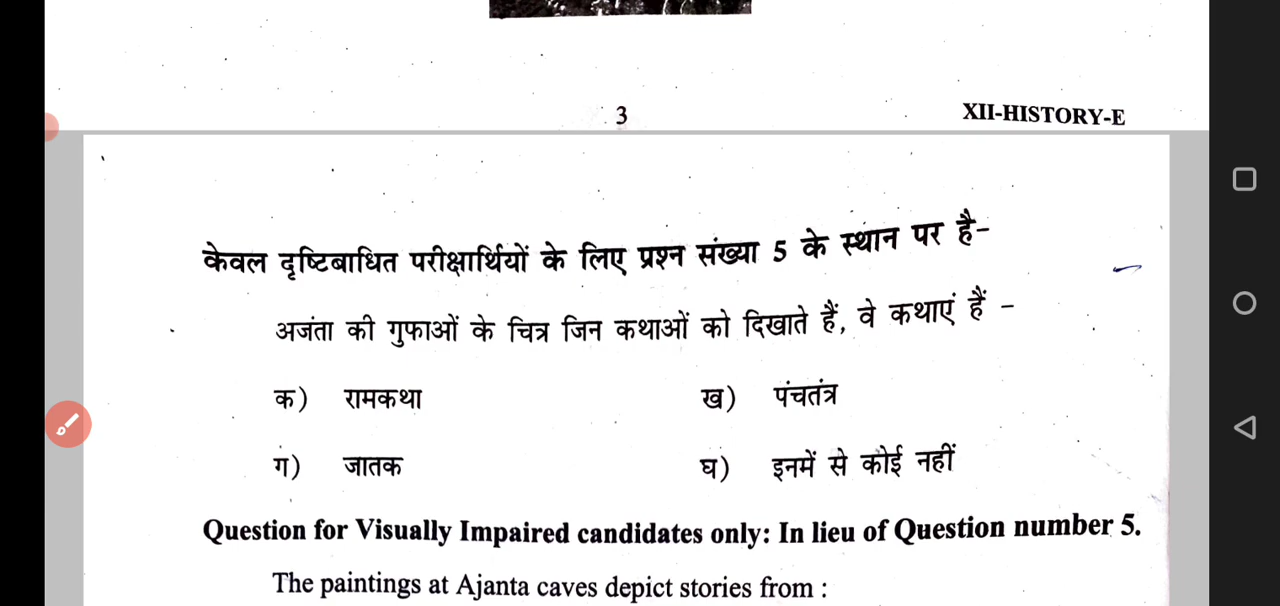 3
XII-HISTORY-E
केवल दृष्टिबाधित परीक्षार्थियों के लिए प्रश्न संख्या 5 के स्थान पर है-
अजंता की गुफाओं के चित्र जिन कथाओं को दिखाते हैं, वे कथाएं हैं -
क) रामकथा ख) पंचतंत्र
ग) जातक घ) इनमें से कोई नहीं
Question for Visually Impaired candidates only: In lieu of Question number 5.
The paintings at Ajanta caves depict stories from :